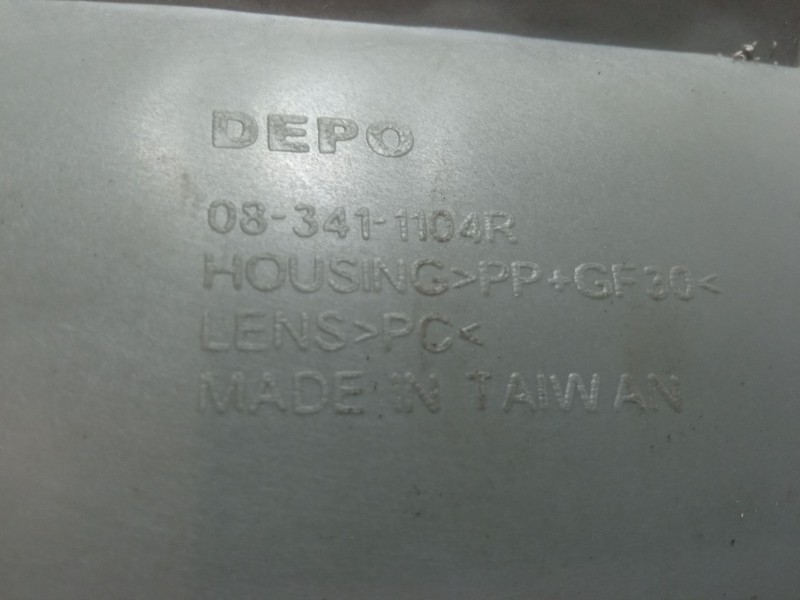 DEPO
08-341-1104R
HOUSING>PP+GF30<
LENS>PC<
MADE IN TAIWAN